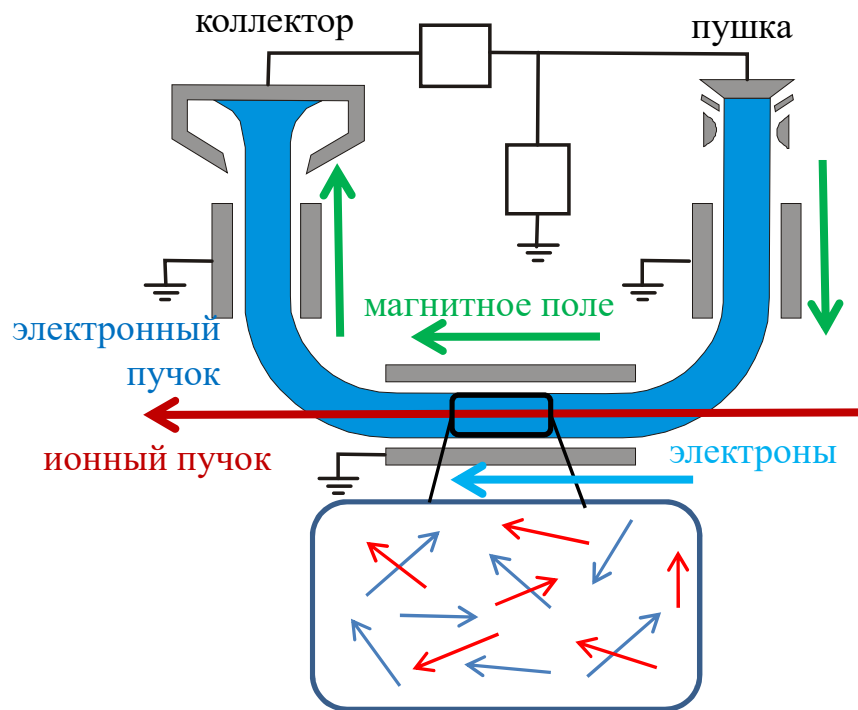 коллектор
пушка
магнитное поле
электронный
пучок
ионный пучок
электроны